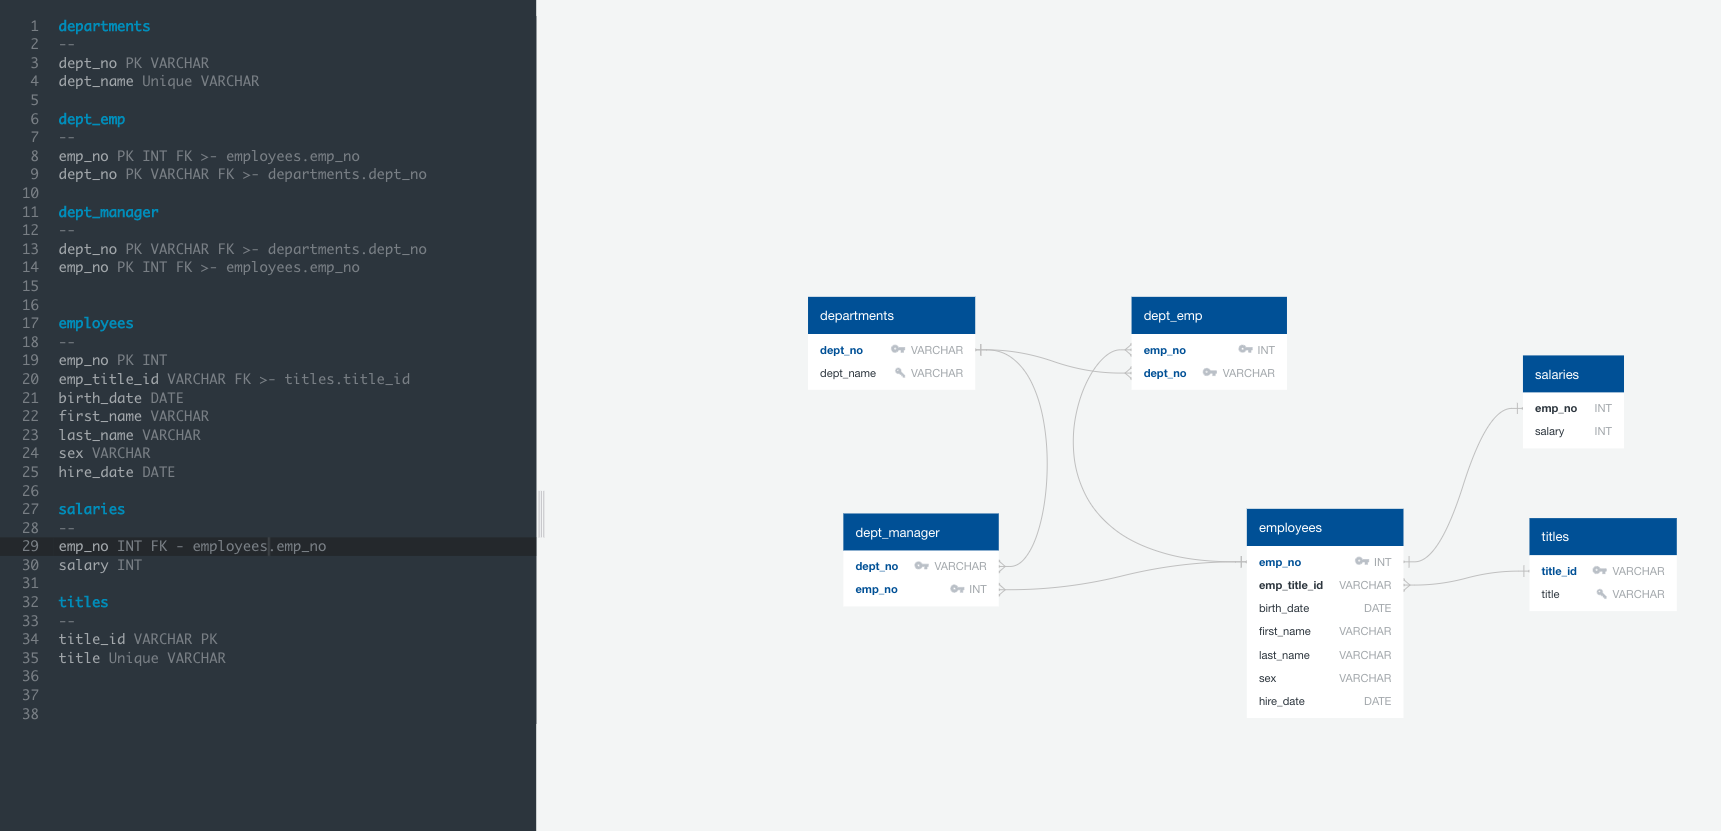 1 departments
2 --
3 dept_no PK VARCHAR
4 dept_name Unique VARCHAR
5
6 dept_emp
7 --
8 emp_no PK INT FK >- employees.emp_no
9 dept_no PK VARCHAR FK >- departments.dept_no
10
11 dept_manager
12 --
13 dept_no PK VARCHAR FK >- departments.dept_no
14 emp_no PK INT FK >- employees.emp_no
15
16
17 employees
18 --
19 emp_no PK INT
20 emp_title_id VARCHAR FK >- titles.title_id
21 birth_date DATE
22 first_name VARCHAR
23 last_name VARCHAR
24 sex VARCHAR
25 hire_date DATE
26
27 salaries
28 --
29 emp_no INT FK - employees.emp_no
30 salary INT
31
32 titles
33 --
34 title_id VARCHAR PK
35 title Unique VARCHAR
36
37
38
departments
dept_no VARCHAR
dept_name VARCHAR
dept_emp
emp_no INT
dept_no VARCHAR
salaries
emp_no INT
salary INT
dept_manager
dept_no VARCHAR
emp_no INT
employees
emp_no INT
emp_title_id VARCHAR
birth_date DATE
first_name VARCHAR
last_name VARCHAR
sex VARCHAR
hire_date DATE
titles
title_id VARCHAR
title VARCHAR